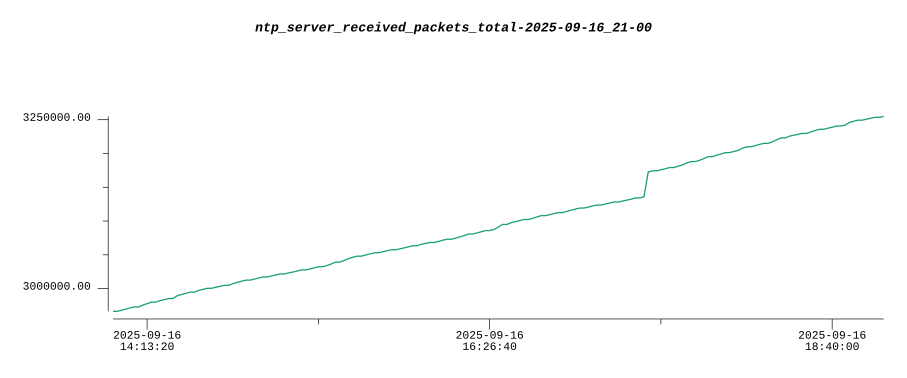 ntp_server_received_packets_total-2025-09-16_21-00
3250000.00
3000000.00
2025-09-16 2025-09-16 2025-09-16
14:13:20 16:26:40 18:40:00